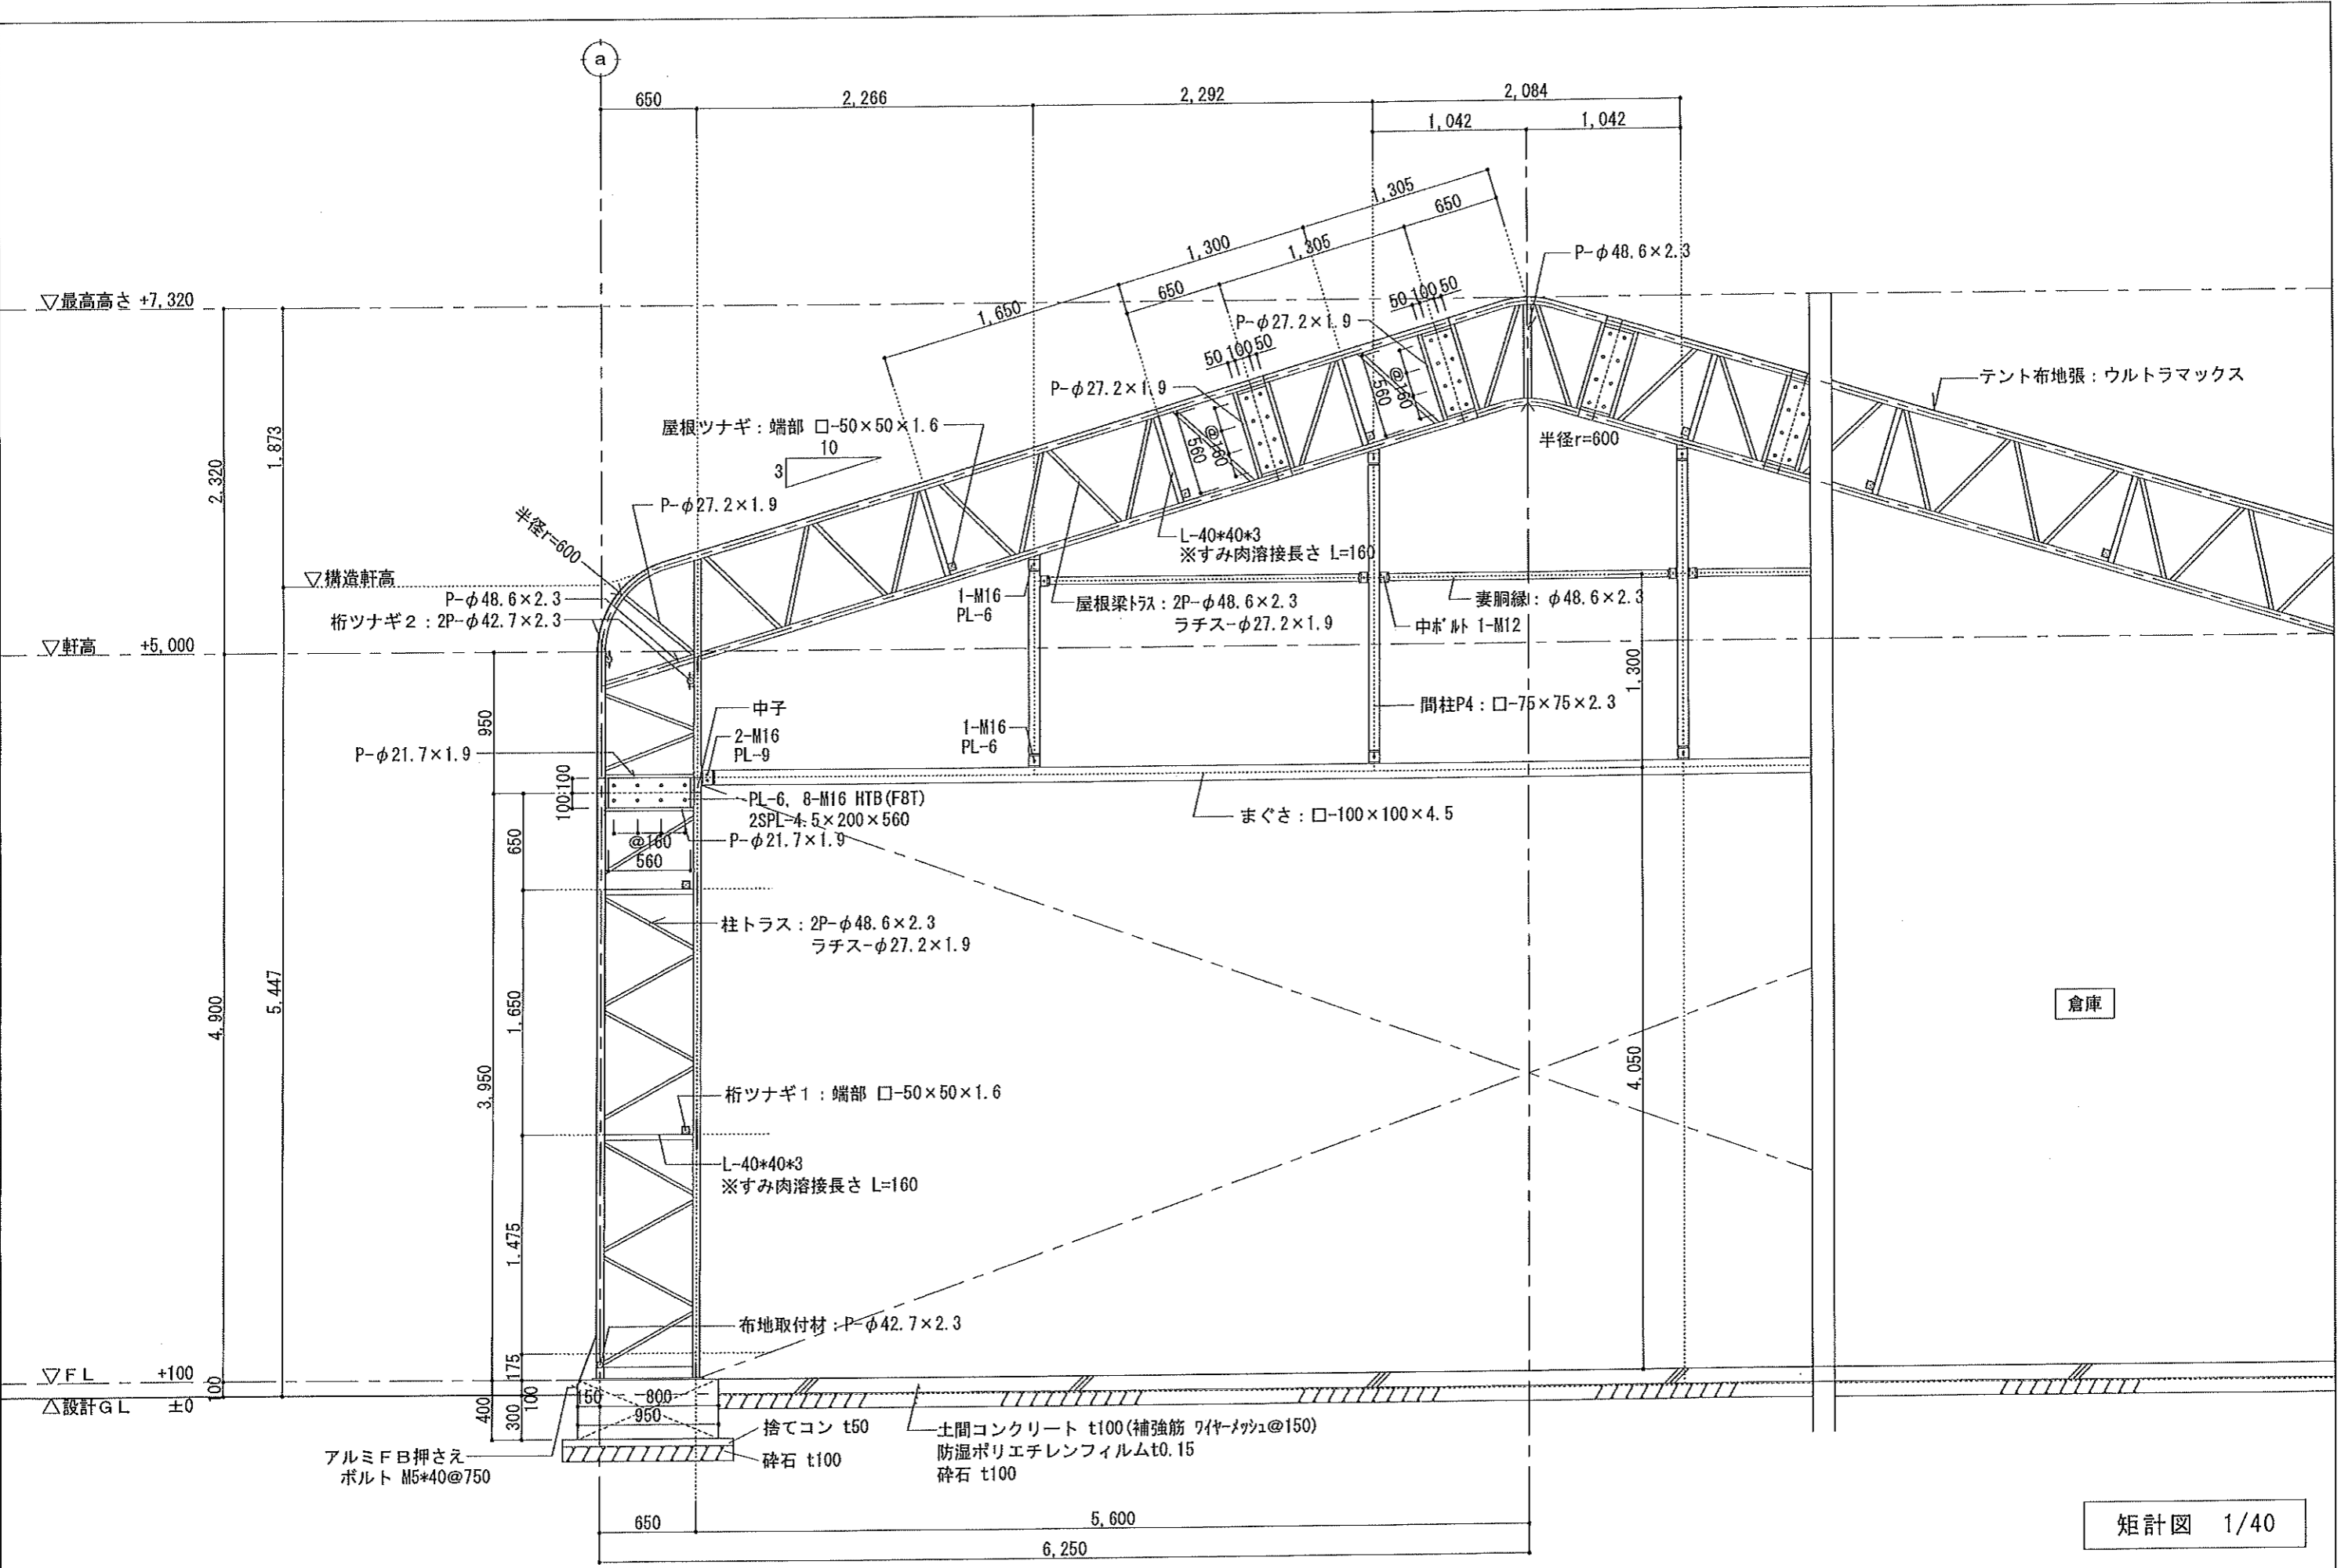 a
650
2,266
2,292
2,084
1,042
1,042
1,305
650
1,300
1,305
650
1,650
50 100 50
50 100 50
P-φ48.6×2.3
▽最高高さ +7,320
P-φ27.2×1.9
P-φ27.2×1.9
テント布地張：ウルトラマックス
屋根ツナギ：端部 ロ-50×50×1.6
10
3
@160
560
@160
560
半径r=600
1,873
2,320
P-φ27.2×1.9
半径r=600
L-40*40*3
※すみ肉溶接長さ L=160
▽構造軒高
P-φ48.6×2.3
桁ツナギ２：2P-φ42.7×2.3
1-M16
PL-6
屋根梁トラス：2P-φ48.6×2.3
ラチス-φ27.2×1.9
妻胴縁：φ48.6×2.3
中ボルト 1-M12
▽軒高 +5,000
1,300
間柱P4：ロ-75×75×2.3
950
中子
2-M16
PL-9
1-M16
PL-6
P-φ21.7×1.9
100
100
PL-6, 8-M16 HTB(F8T)
2SPL-4.5×200×560
P-φ21.7×1.9
まぐさ：ロ-100×100×4.5
@160
560
650
柱トラス：2P-φ48.6×2.3
ラチス-φ27.2×1.9
4,900
5,447
1,650
倉庫
3,950
4,050
桁ツナギ１：端部 ロ-50×50×1.6
L-40*40*3
※すみ肉溶接長さ L=160
1,475
布地取付材：P-φ42.7×2.3
▽ＦＬ +100
175
100
△設計ＧＬ ±0
400
300
100
150
800
950
捨てコン t50
砕石 t100
土間コンクリート t100(補強筋 ワイヤーメッシュ@150)
防湿ポリエチレンフィルムt0.15
砕石 t100
アルミＦＢ押さえ
ボルト M5*40@750
650
5,600
6,250
矩計図 1/40